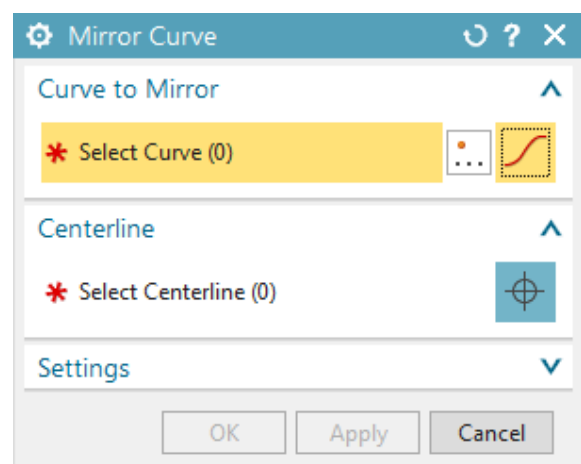 Mirror Curve
Curve to Mirror
* Select Curve (0)
Centerline
* Select Centerline (0)
Settings
OK Apply Cancel